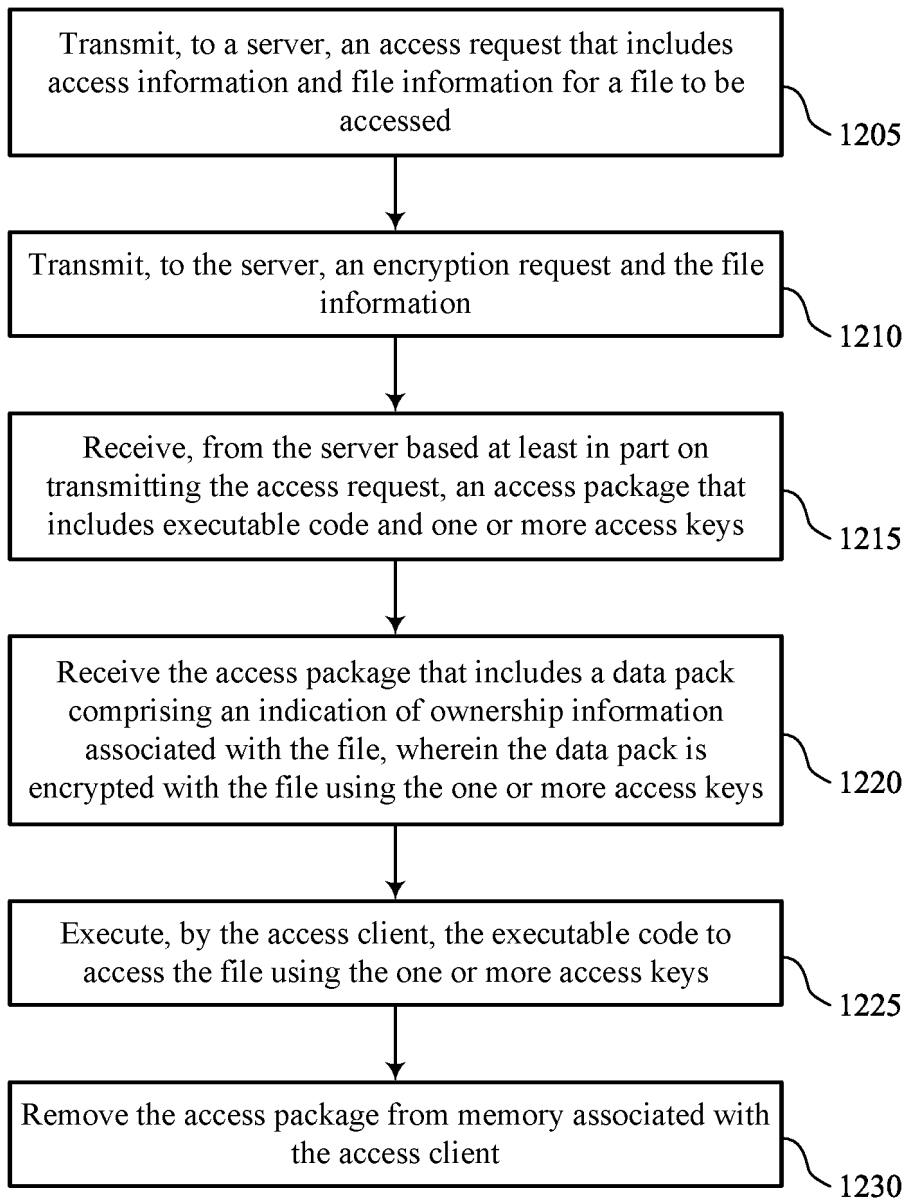 Transmit, to a server, an access request that includes
access information and file information for a file to be
accessed
1205
Transmit, to the server, an encryption request and the file
information
1210
Receive, from the server based at least in part on
transmitting the access request, an access package that
includes executable code and one or more access keys
1215
Receive the access package that includes a data pack
comprising an indication of ownership information
associated with the file, wherein the data pack is
encrypted with the file using the one or more access keys
1220
Execute, by the access client, the executable code to
access the file using the one or more access keys
1225
Remove the access package from memory associated with
the access client
1230